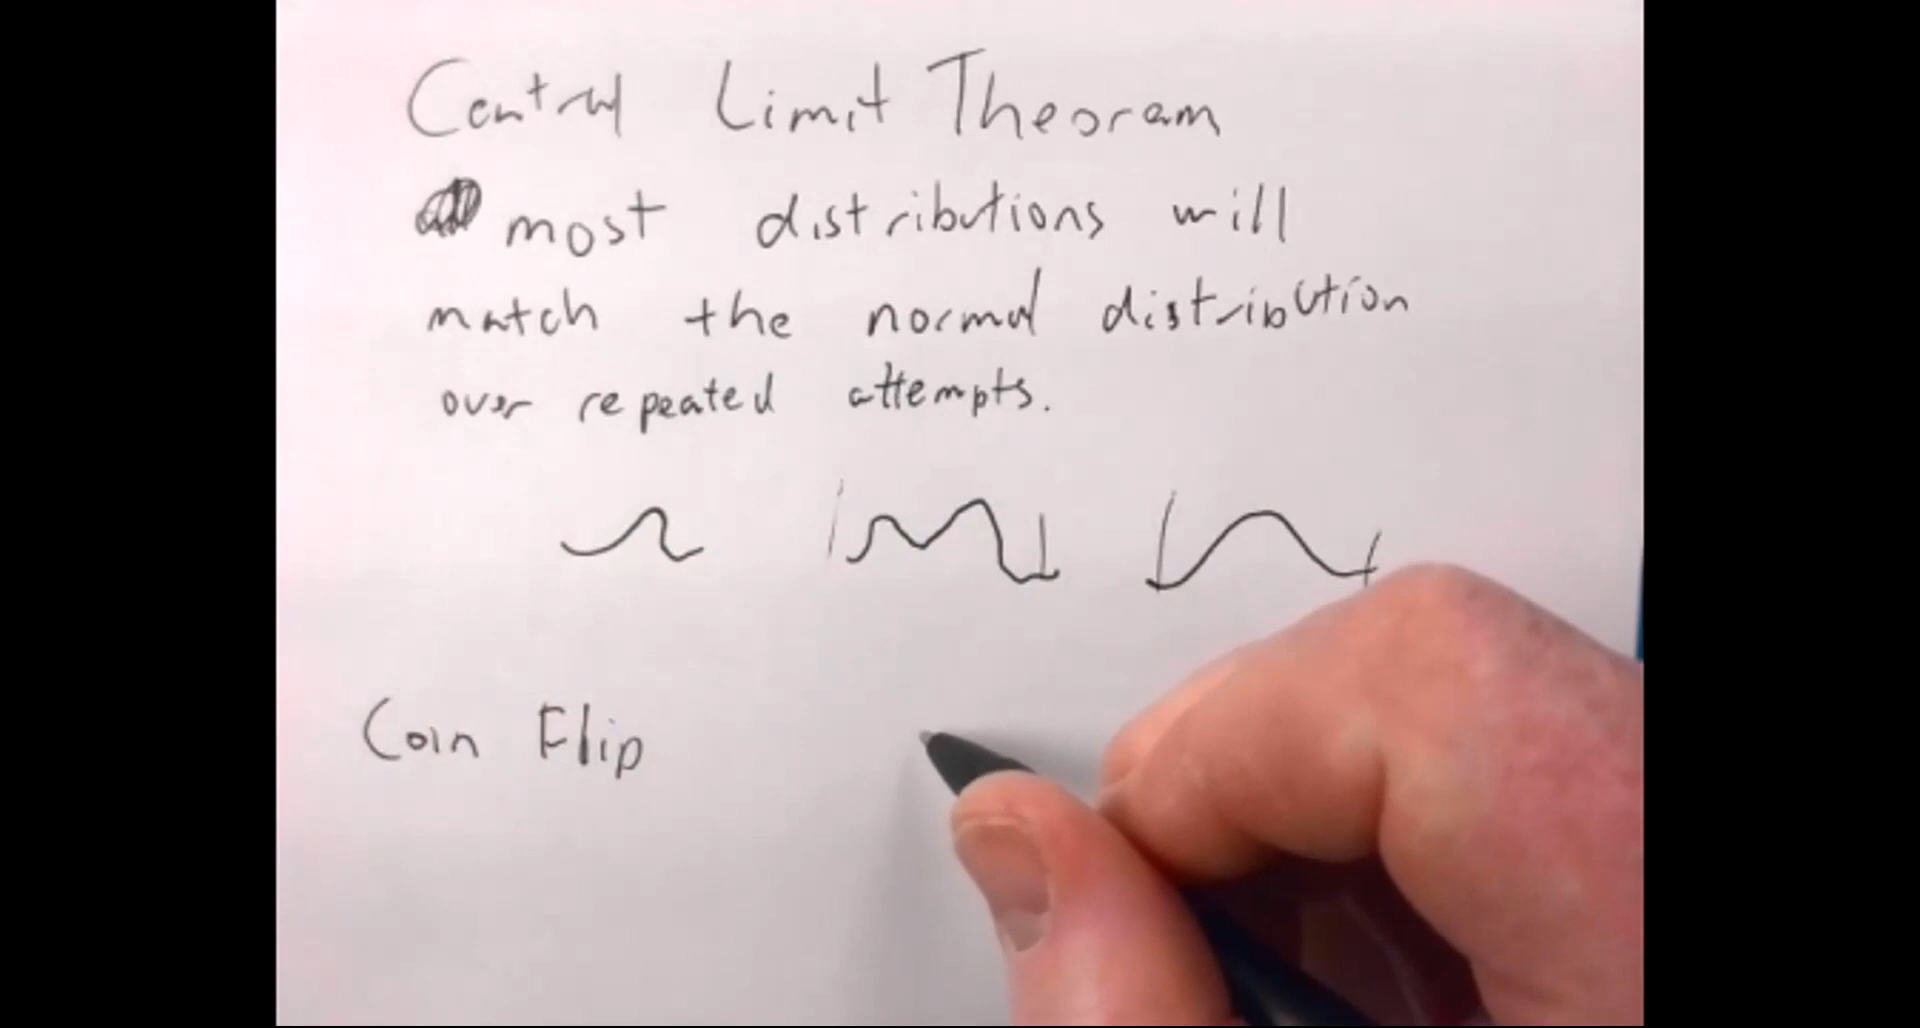 Central Limit Theoram
most distributions will
match the normal distribution
over repeated attempts.
Coin Flip